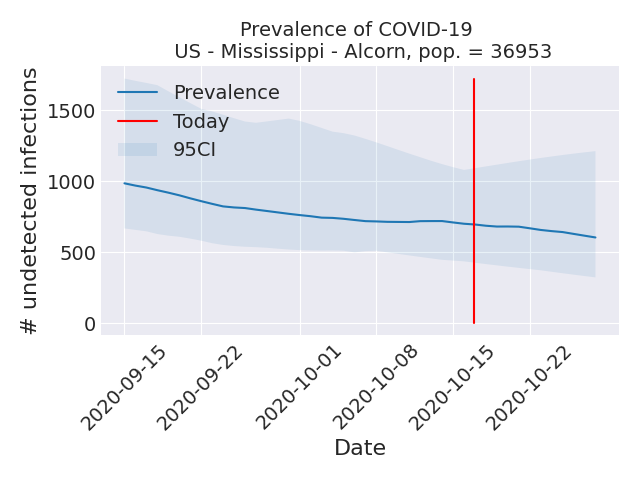 Prevalence of COVID-19
US - Mississippi - Alcorn, pop. = 36953
# undetected infections
1500
1000
500
0
Prevalence
Today
95CI
2020-09-15
2020-09-22
2020-10-01
2020-10-08
2020-10-15
2020-10-22
Date